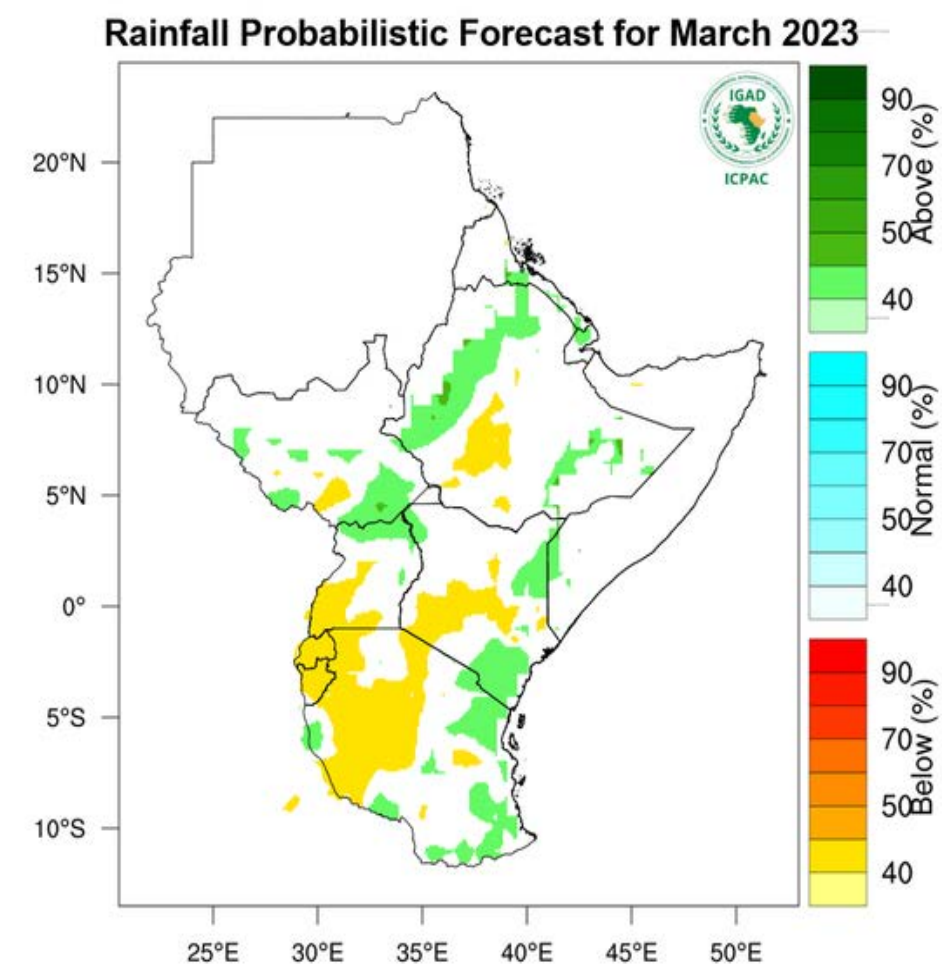 Rainfall Probabilistic Forecast for March 2023
IGAD
ICPAC
20°N
15°N
10°N
5°N
0°
5°S
10°S
25°E
30°E
35°E
40°E
45°E
50°E
90
70
50
40
Above (%)
90
70
50
40
Normal (%)
90
70
50
40
Below (%)